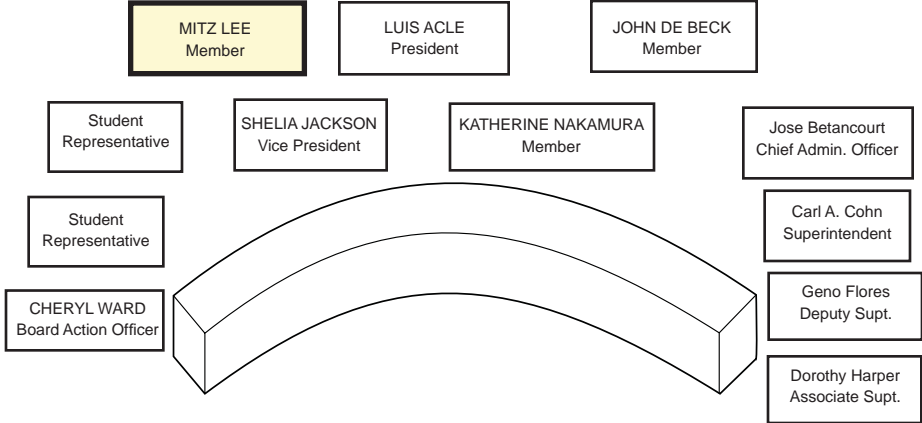 MITZ LEE
Member
LUIS ACLE
President
JOHN DE BECK
Member
Student
Representative
SHELIA JACKSON
Vice President
KATHERINE NAKAMURA
Member
Jose Betancourt
Chief Admin. Officer
Student
Representative
Carl A. Cohn
Superintendent
CHERYL WARD
Board Action Officer
Geno Flores
Deputy Supt.
Dorothy Harper
Associate Supt.